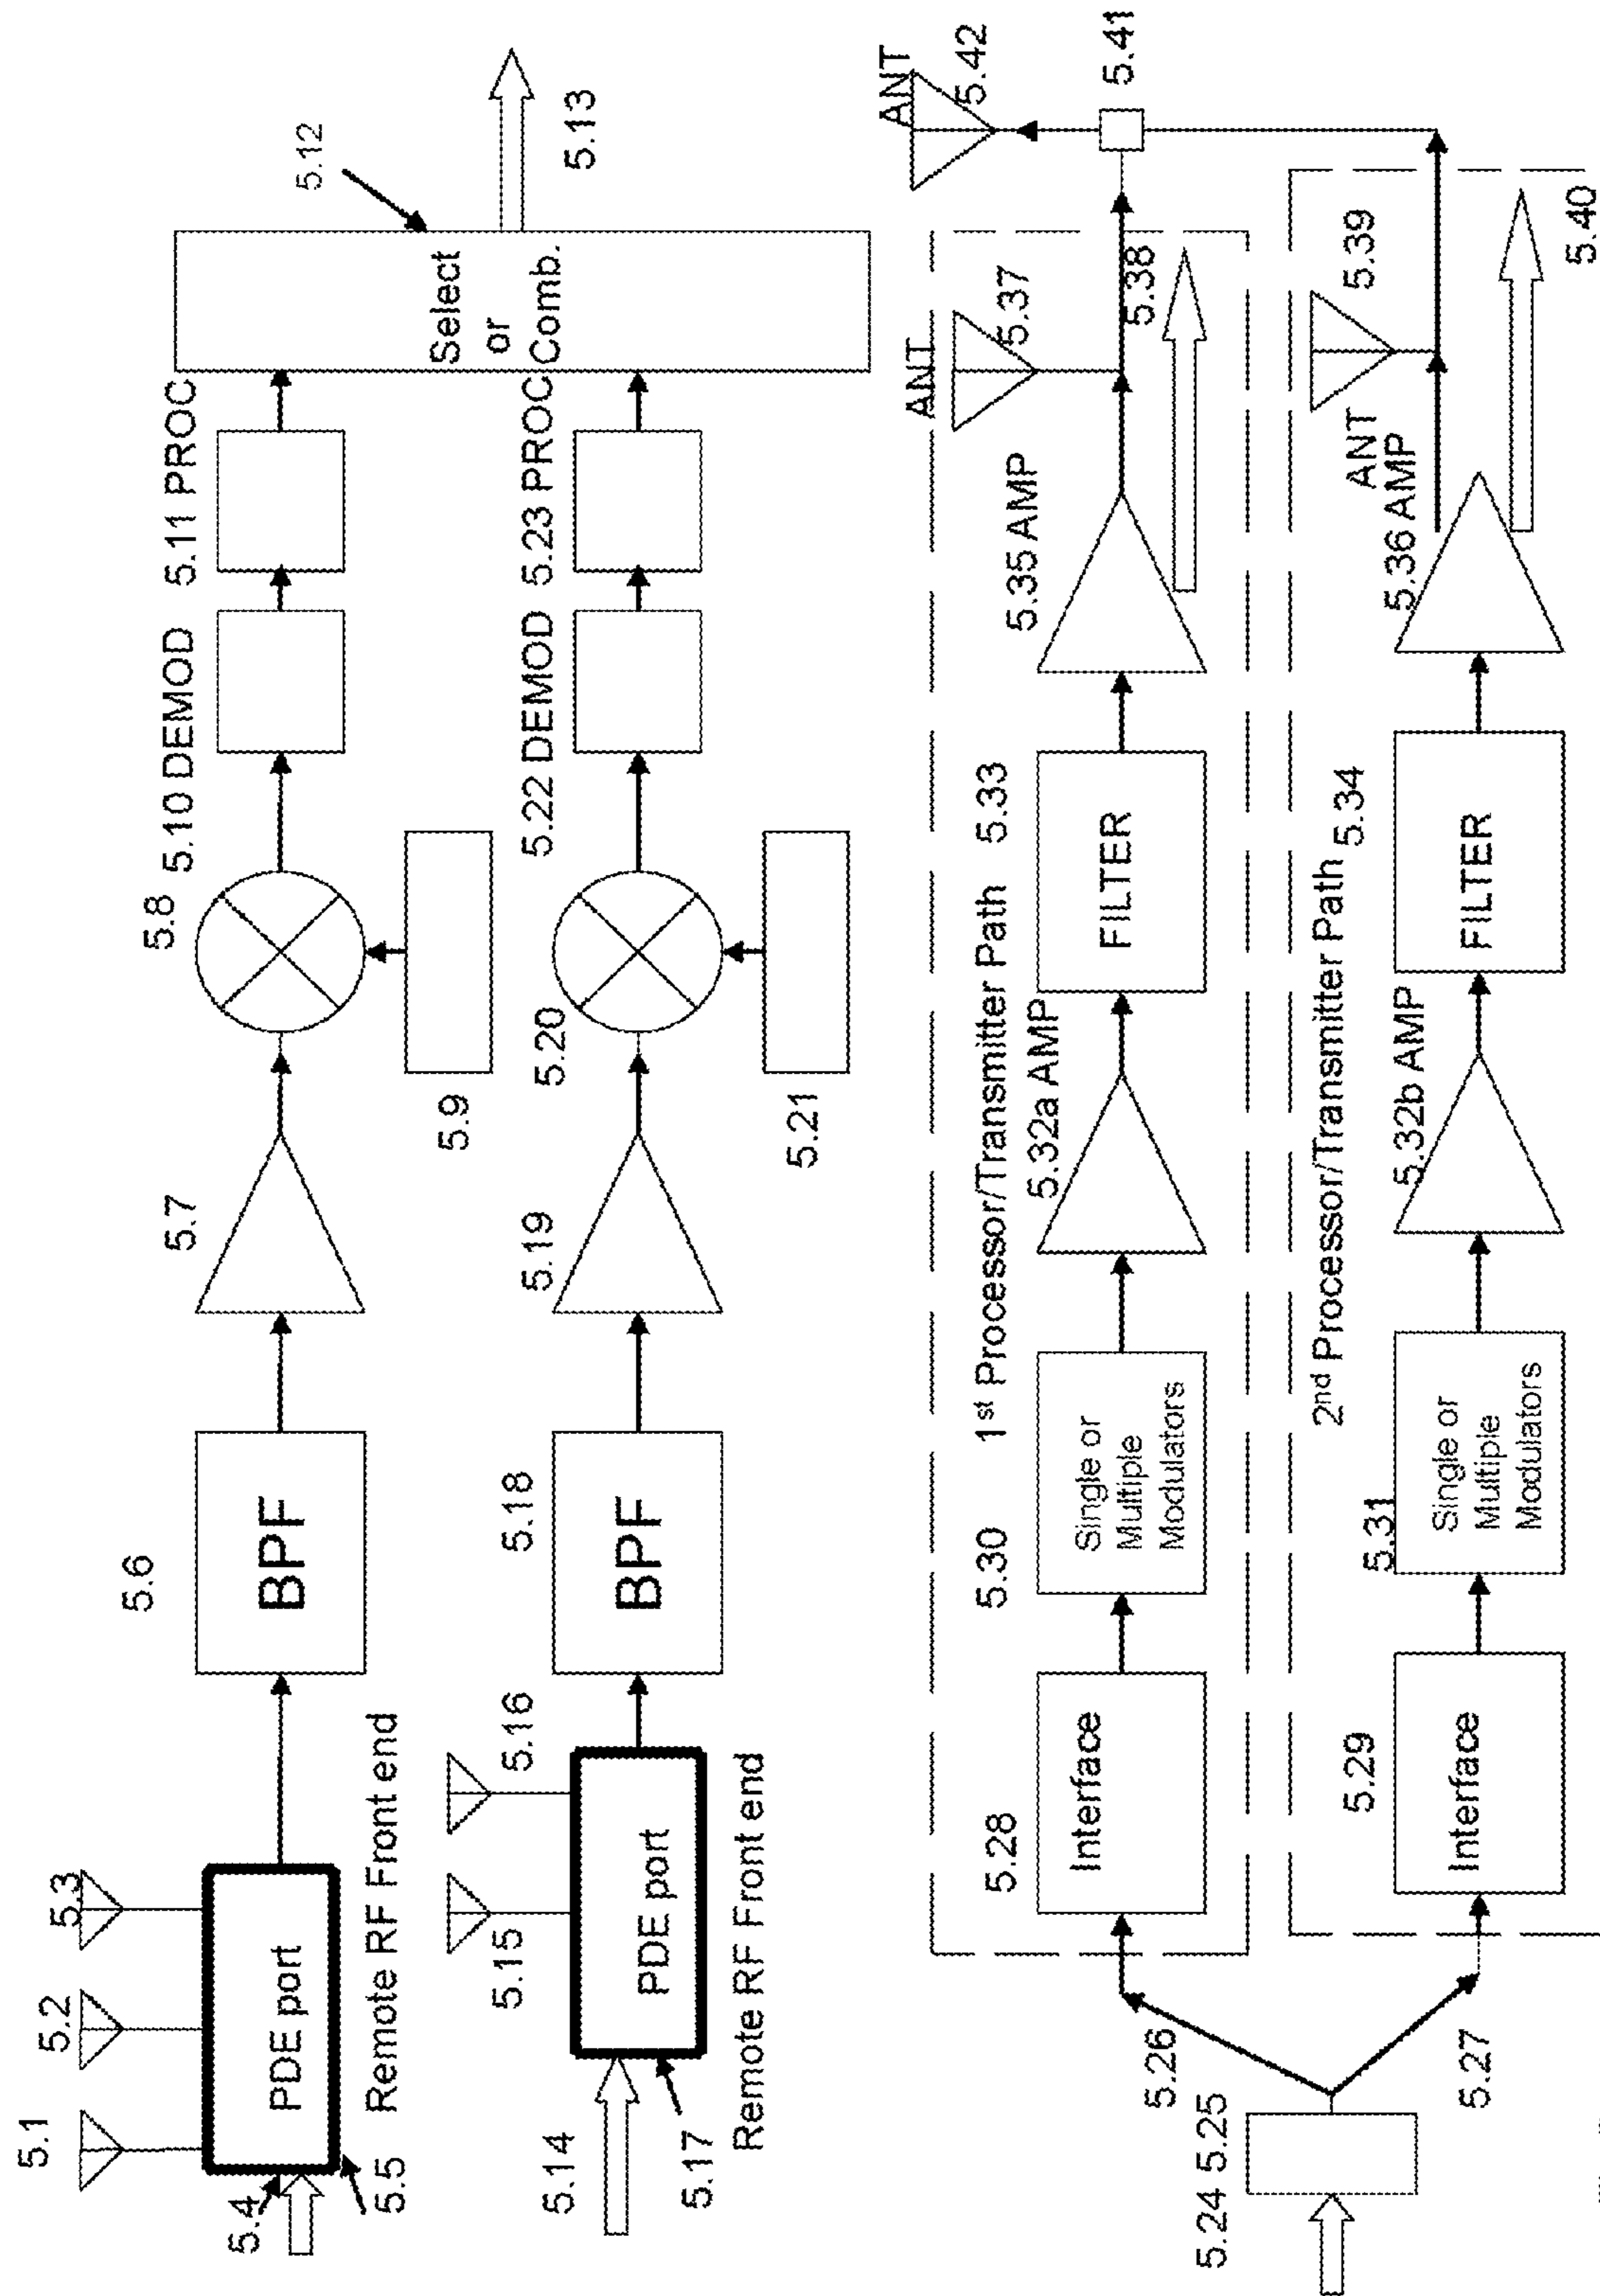 5.1
5.2
5.3
5.4
PDE port
5.5
Remote RF Front end
5.6
BPF
5.7
5.8
5.9
5.10 DEMOD
5.11 PROC
5.12
Select
or
Comb.
5.13
5.14
5.15
5.16
PDE port
5.17
Remote RF Front end
5.18
BPF
5.19
5.20
5.21
5.22 DEMOD
5.23 PROC
5.24 5.25
5.26
5.27
5.28
Interface
5.30
Single or
Multiple
Modulators
1st Processor/Transmitter Path
5.32a AMP
5.33
FILTER
5.35 AMP
ANT
5.37
5.38
ANT
5.42
5.41
5.29
Interface
5.31
Single or
Multiple
Modulators
2nd Processor/Transmitter Path
5.32b AMP
5.34
FILTER
5.36 AMP
ANT
5.39
5.40